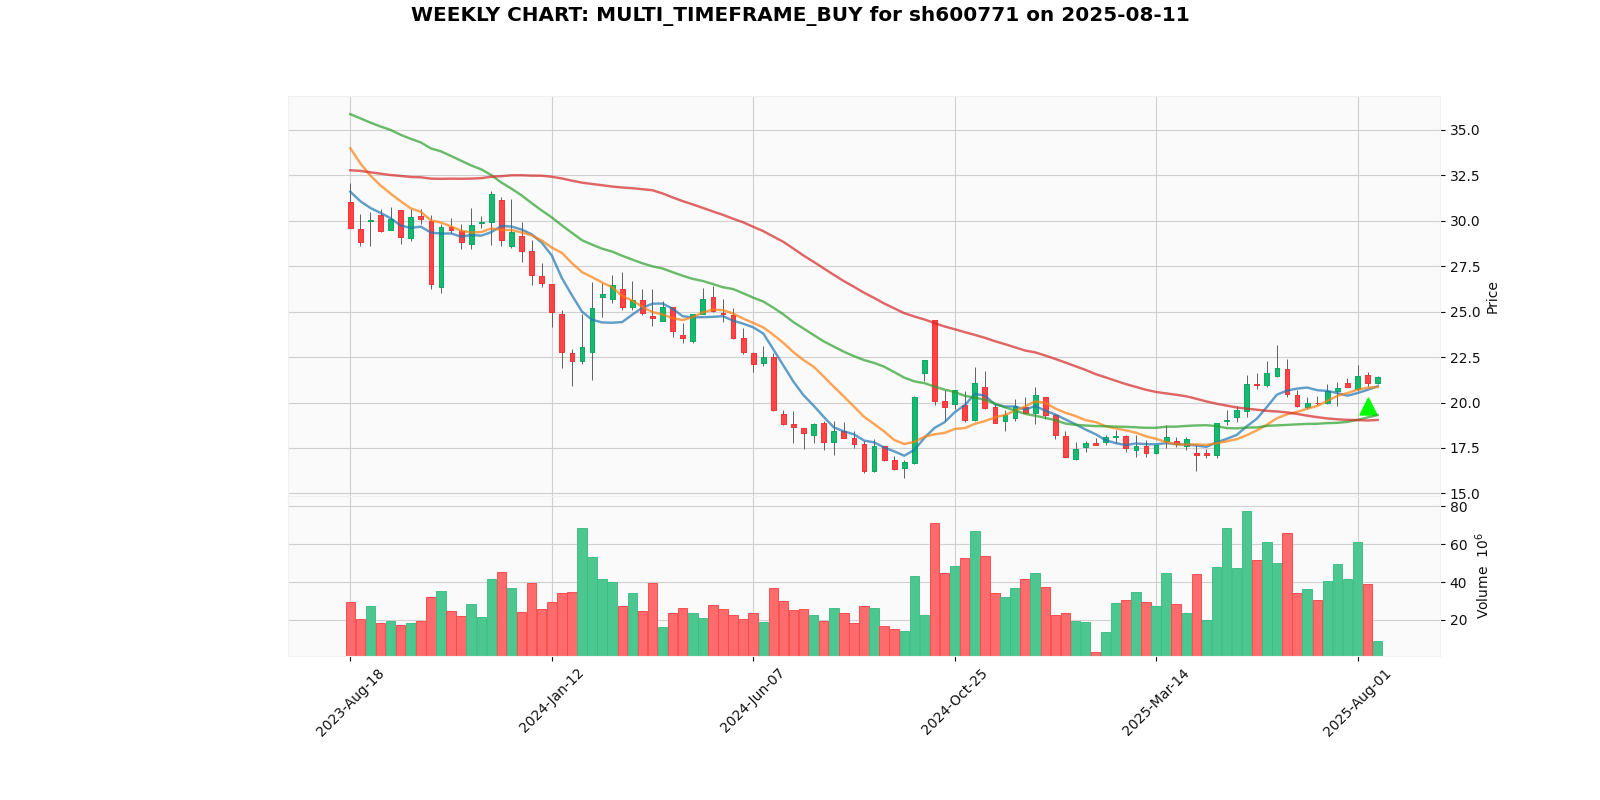 WEEKLY CHART: MULTI_TIMEFRAME_BUY for sh600771 on 2025-08-11
35.0
32.5
30.0
27.5
25.0
22.5
20.0
17.5
15.0
Price
80
60
40
20
Volume 10^6
2023-Aug-18
2024-Jan-12
2024-Jun-07
2024-Oct-25
2025-Mar-14
2025-Aug-01